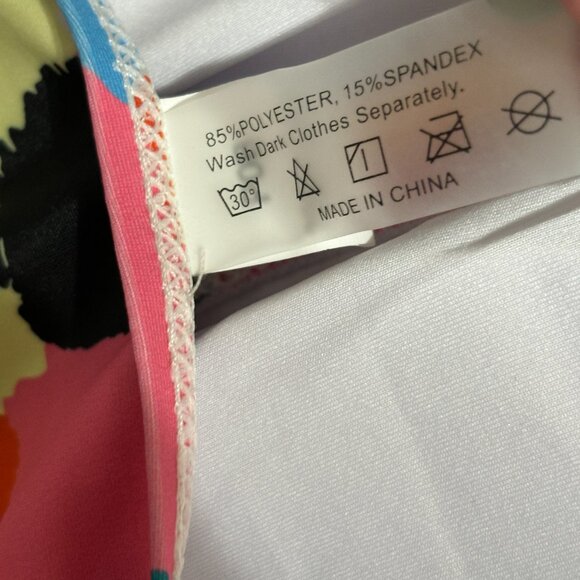 85%POLYESTER, 15%SPANDEX
Wash Dark Clothes Separately.
30°
MADE IN CHINA